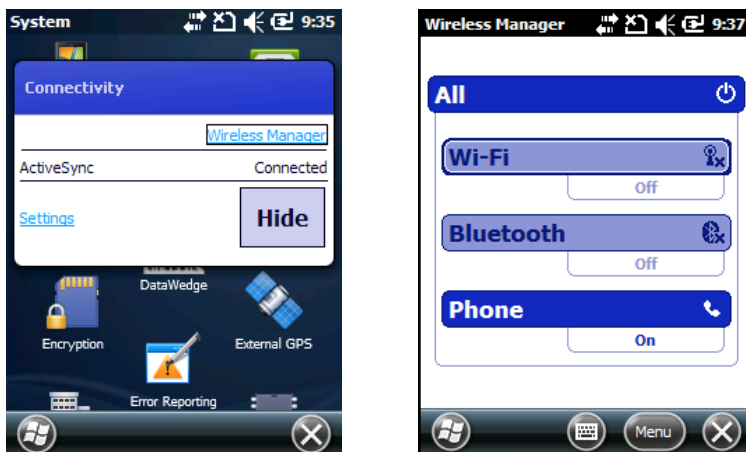 System 9:35
Connectivity
Wireless Manager
ActiveSync Connected
Settings Hide
DataWedge
Encryption External GPS
Error Reporting
Wireless Manager 9:37
All
Wi-Fi
Off
Bluetooth
Off
Phone
On
Menu